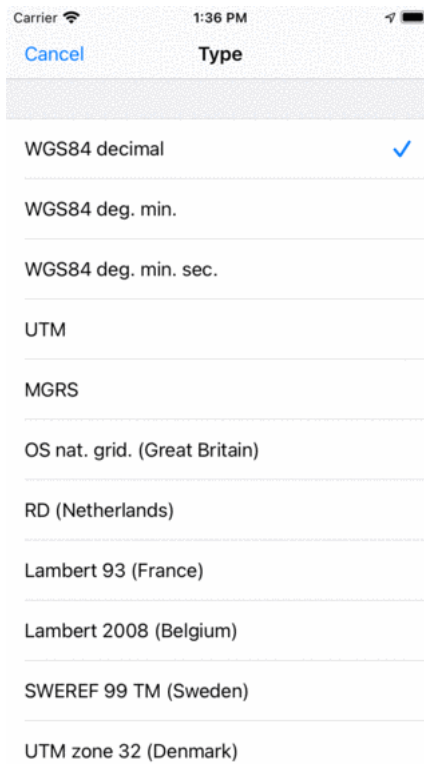 Carrier 1:36 PM
Cancel Type
WGS84 decimal
WGS84 deg. min.
WGS84 deg. min. sec.
UTM
MGRS
OS nat. grid. (Great Britain)
RD (Netherlands)
Lambert 93 (France)
Lambert 2008 (Belgium)
SWEREF 99 TM (Sweden)
UTM zone 32 (Denmark)